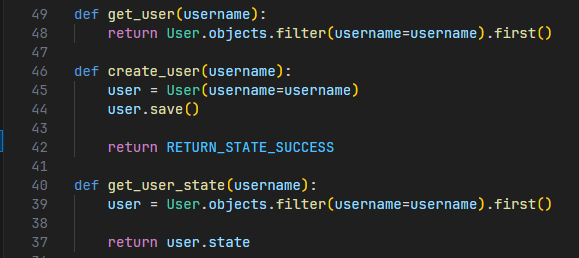 49 def get_user(username):
48     return User.objects.filter(username=username).first()
47
46 def create_user(username):
45     user = User(username=username)
44     user.save()
43
42     return RETURN_STATE_SUCCESS
41
40 def get_user_state(username):
39     user = User.objects.filter(username=username).first()
38
37     return user.state